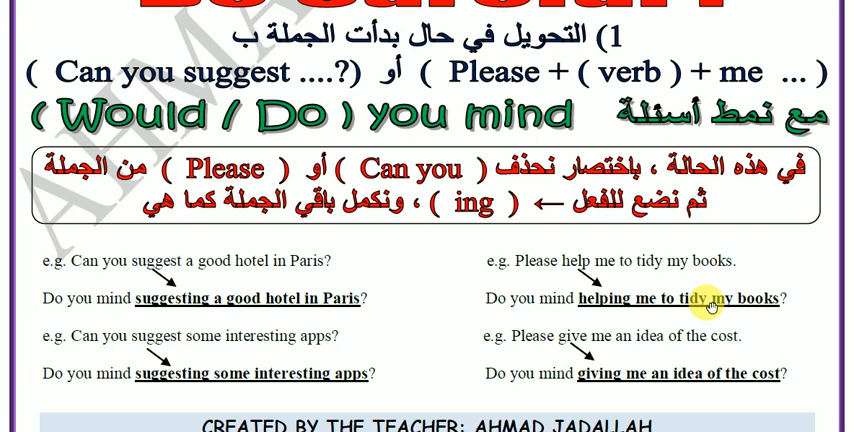 1) التحويل في حال بدأت الجملة ب
( Can you suggest ....?) أو ( Please + ( verb ) + me ... )
مع نمط أسئلة ( Would / Do ) you mind
في هذه الحالة ، باختصار نحذف ( Can you ) أو ( Please ) من الجملة
ثم نضع للفعل ← ( ing ) ، ونكمل باقي الجملة كما هي
e.g. Can you suggest a good hotel in Paris?
Do you mind suggesting a good hotel in Paris?
e.g. Can you suggest some interesting apps?
Do you mind suggesting some interesting apps?
e.g. Please help me to tidy my books.
Do you mind helping me to tidy my books?
e.g. Please give me an idea of the cost.
Do you mind giving me an idea of the cost?
CREATED BY THE TEACHER: AHMAD JADALLAH